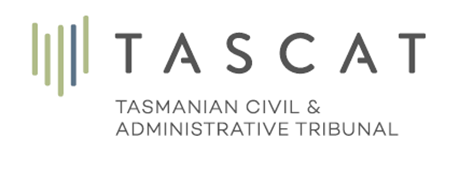 TASCAT
TASMANIAN CIVIL &
ADMINISTRATIVE TRIBUNAL